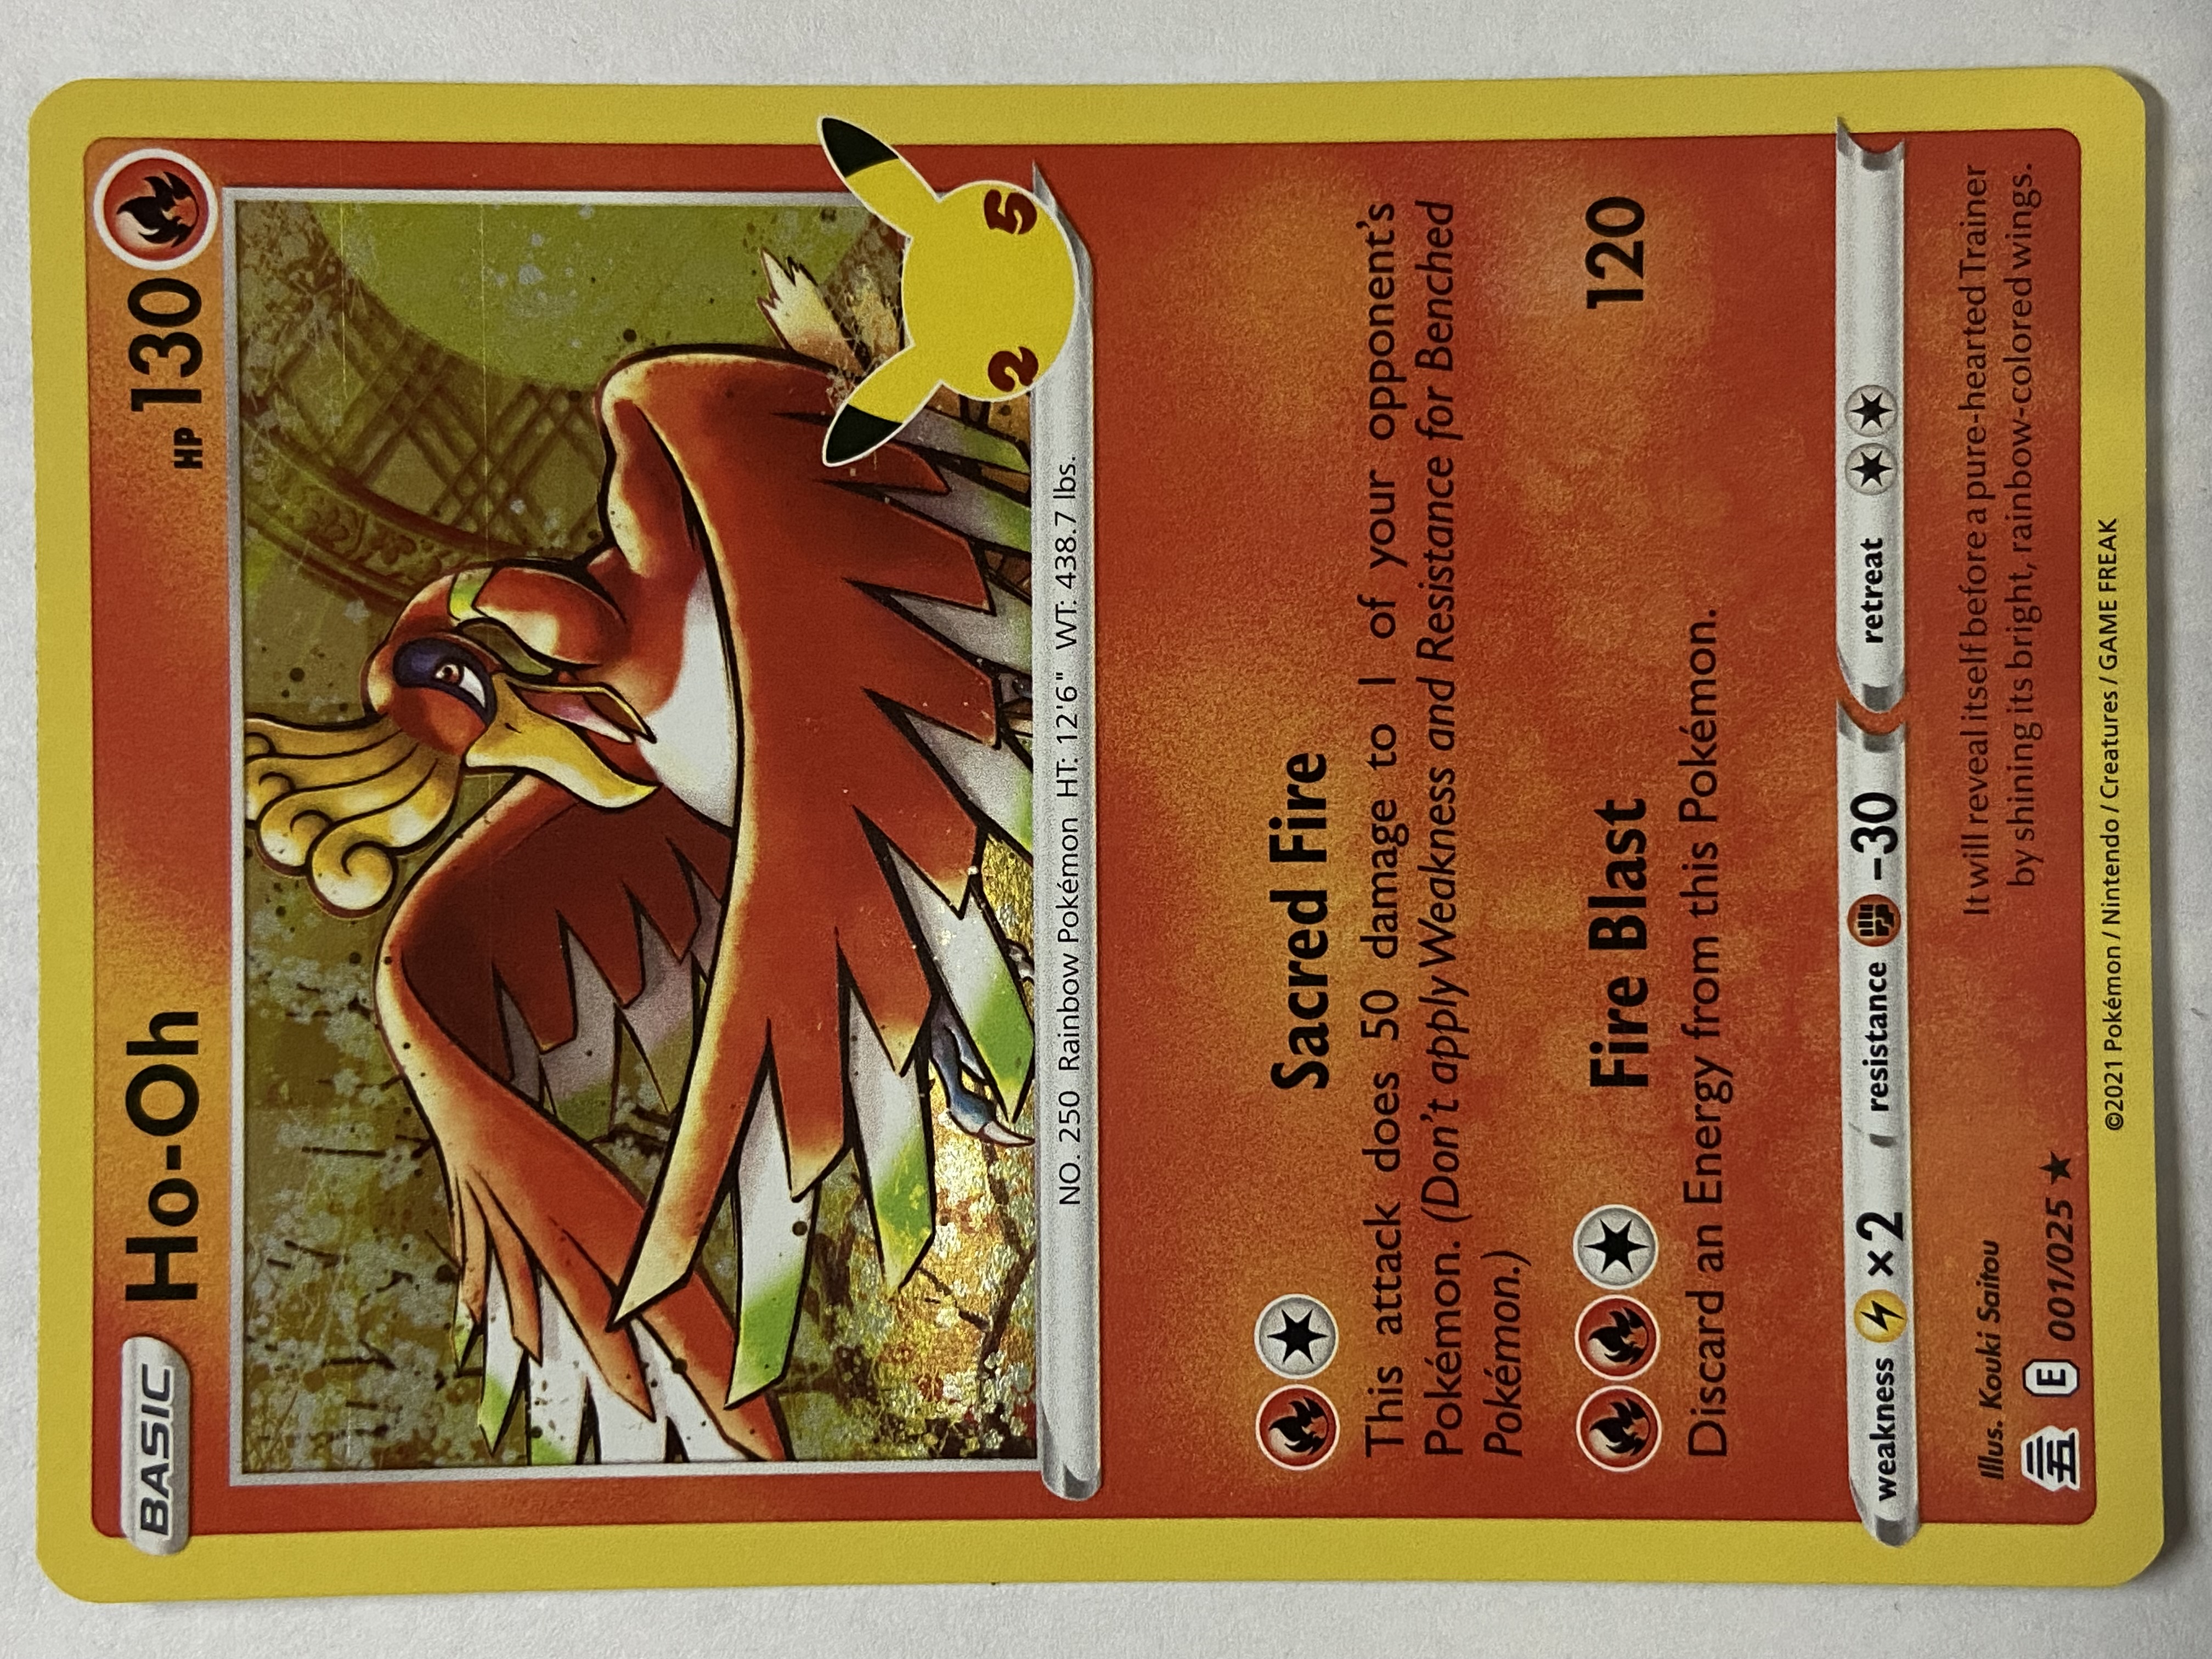 BASIC Ho-Oh HP 130
25
NO. 250 Rainbow Pokémon HT: 12'6" WT: 438.7 lbs.
Sacred Fire
This attack does 50 damage to 1 of your opponent's
Pokémon. (Don't apply Weakness and Resistance for Benched
Pokémon.)
Fire Blast 120
Discard an Energy from this Pokémon.
weakness ×2 resistance -30 retreat
Illus. Kouki Saitou
It will reveal itself before a pure-hearted Trainer
by shining its bright, rainbow-colored wings.
E 001/025 ★
©2021 Pokémon / Nintendo / Creatures / GAME FREAK